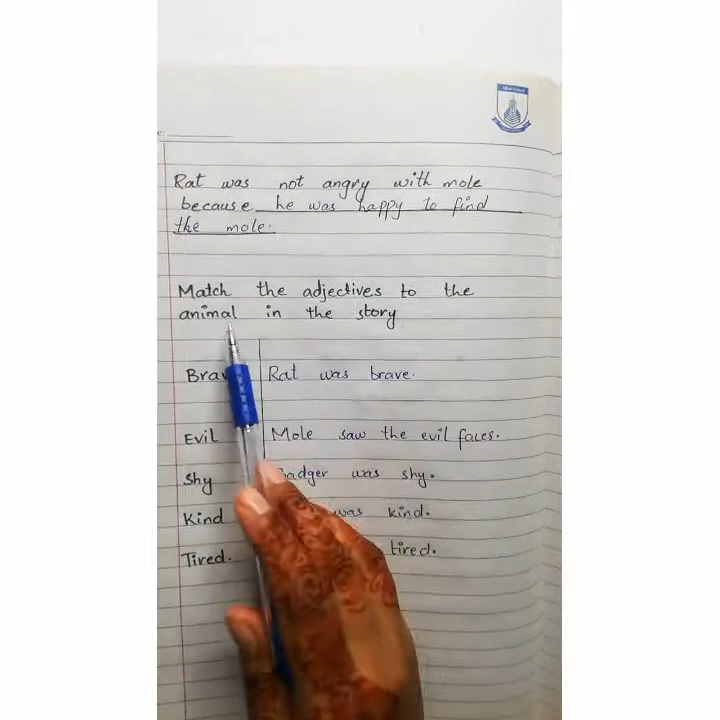 Rat was not angry with mole
because he was happy to find
the mole.
Match the adjectives to the
animal in the story
Rat was brave.
Evil Mole saw the evil faces.
Shy Badger was shy.
Kind was kind.
Tired. tired.